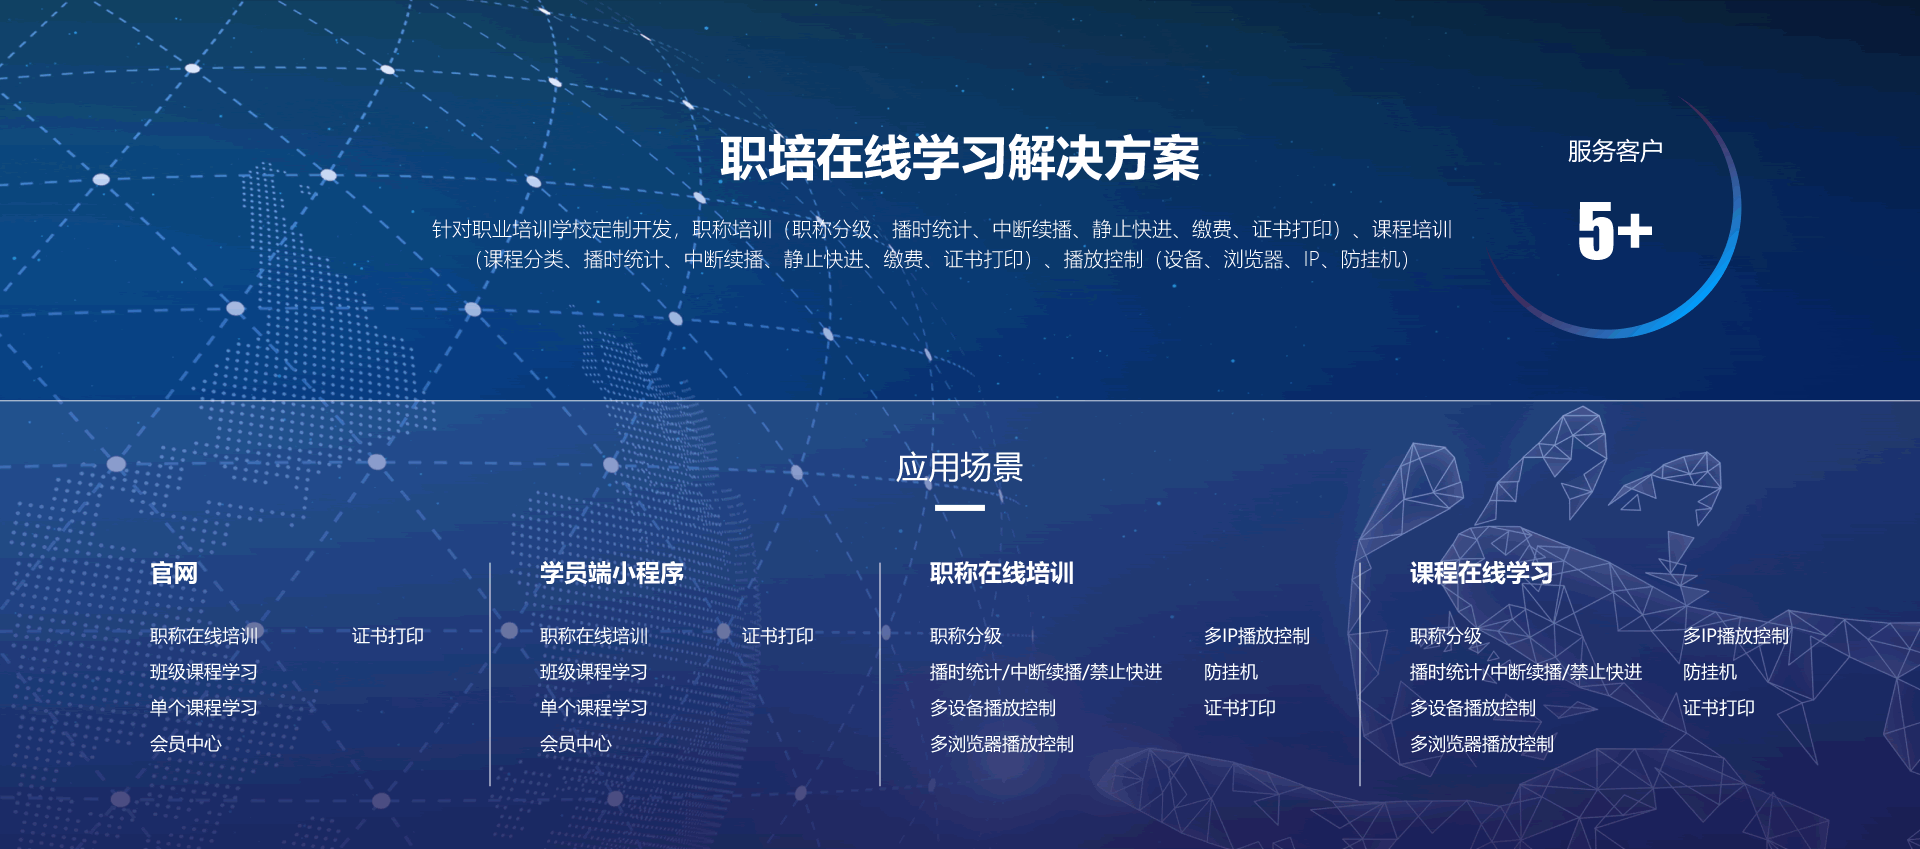 职培在线学习解决方案
针对职业培训学校定制开发，职称培训（职称分级、播时统计、中断续播、静止快进、缴费、证书打印）、课程培训
（课程分类、播时统计、中断续播、静止快进、缴费、证书打印）、播放控制（设备、浏览器、IP、防挂机）
服务客户
5+
应用场景
官网
职称在线培训
证书打印
班级课程学习
单个课程学习
会员中心
学员端小程序
职称在线培训
证书打印
班级课程学习
单个课程学习
会员中心
职称在线培训
职称分级
多IP播放控制
播时统计/中断续播/禁止快进
防挂机
多设备播放控制
证书打印
多浏览器播放控制
课程在线学习
职称分级
多IP播放控制
播时统计/中断续播/禁止快进
防挂机
多设备播放控制
证书打印
多浏览器播放控制